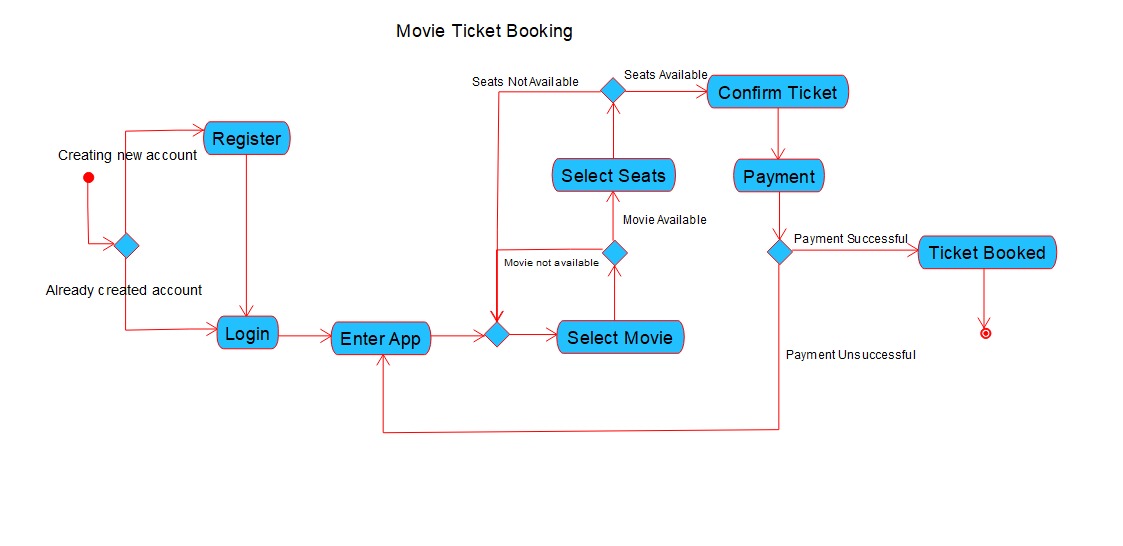 Movie Ticket Booking
Seats Not Available
Seats Available
Confirm Ticket
Register
Creating new account
Select Seats
Payment
Movie Available
Payment Successful
Ticket Booked
Movie not available
Already created account
Login
Enter App
Select Movie
Payment Unsuccessful